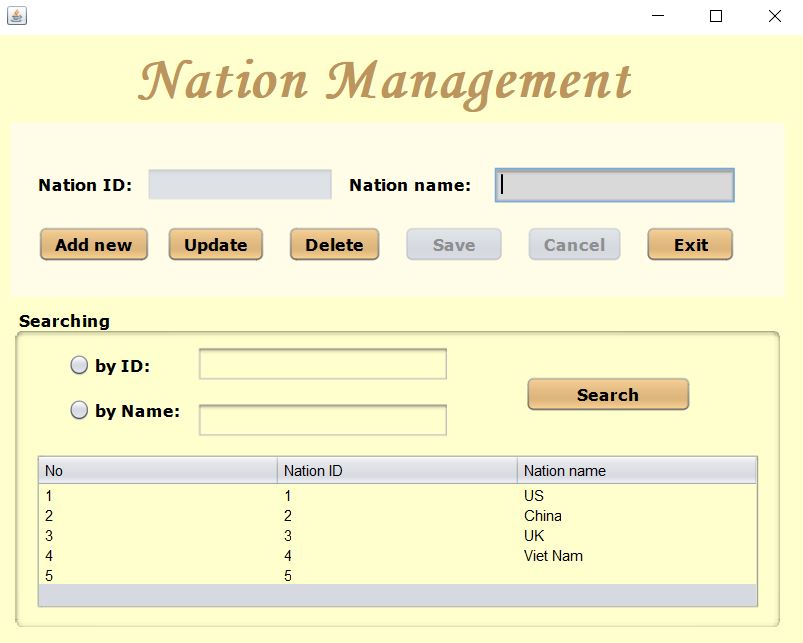 Nation Management
Nation ID: Nation name:
Add new Update Delete Save Cancel Exit
Searching
by ID:
Search
by Name:
No Nation ID Nation name
1 1 US
2 2 China
3 3 UK
4 4 Viet Nam
5 5